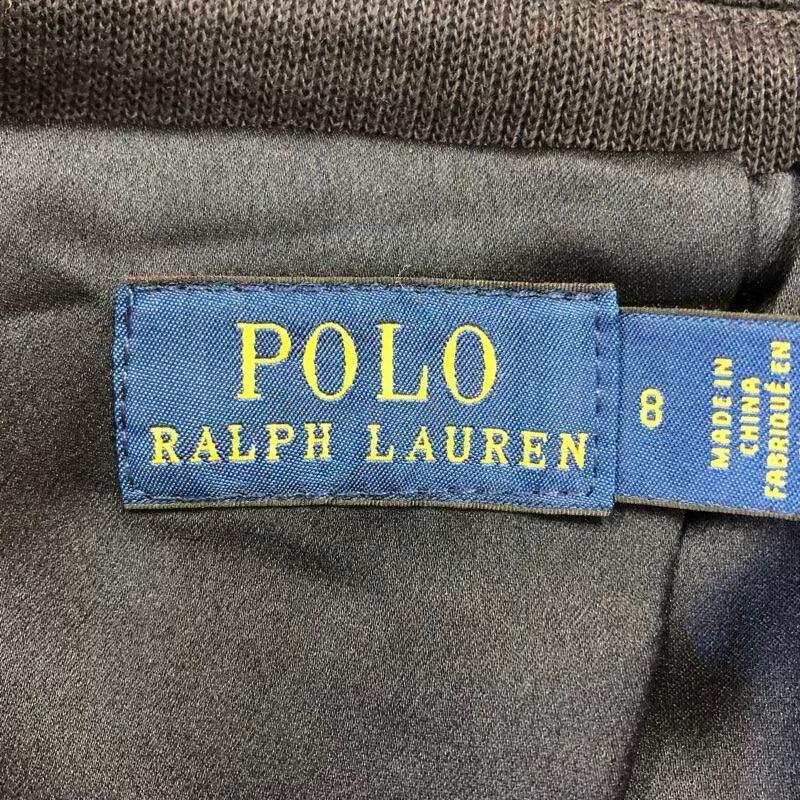 POLO
RALPH LAUREN
8
MADE IN
CHINA
FABRIQUÉ EN